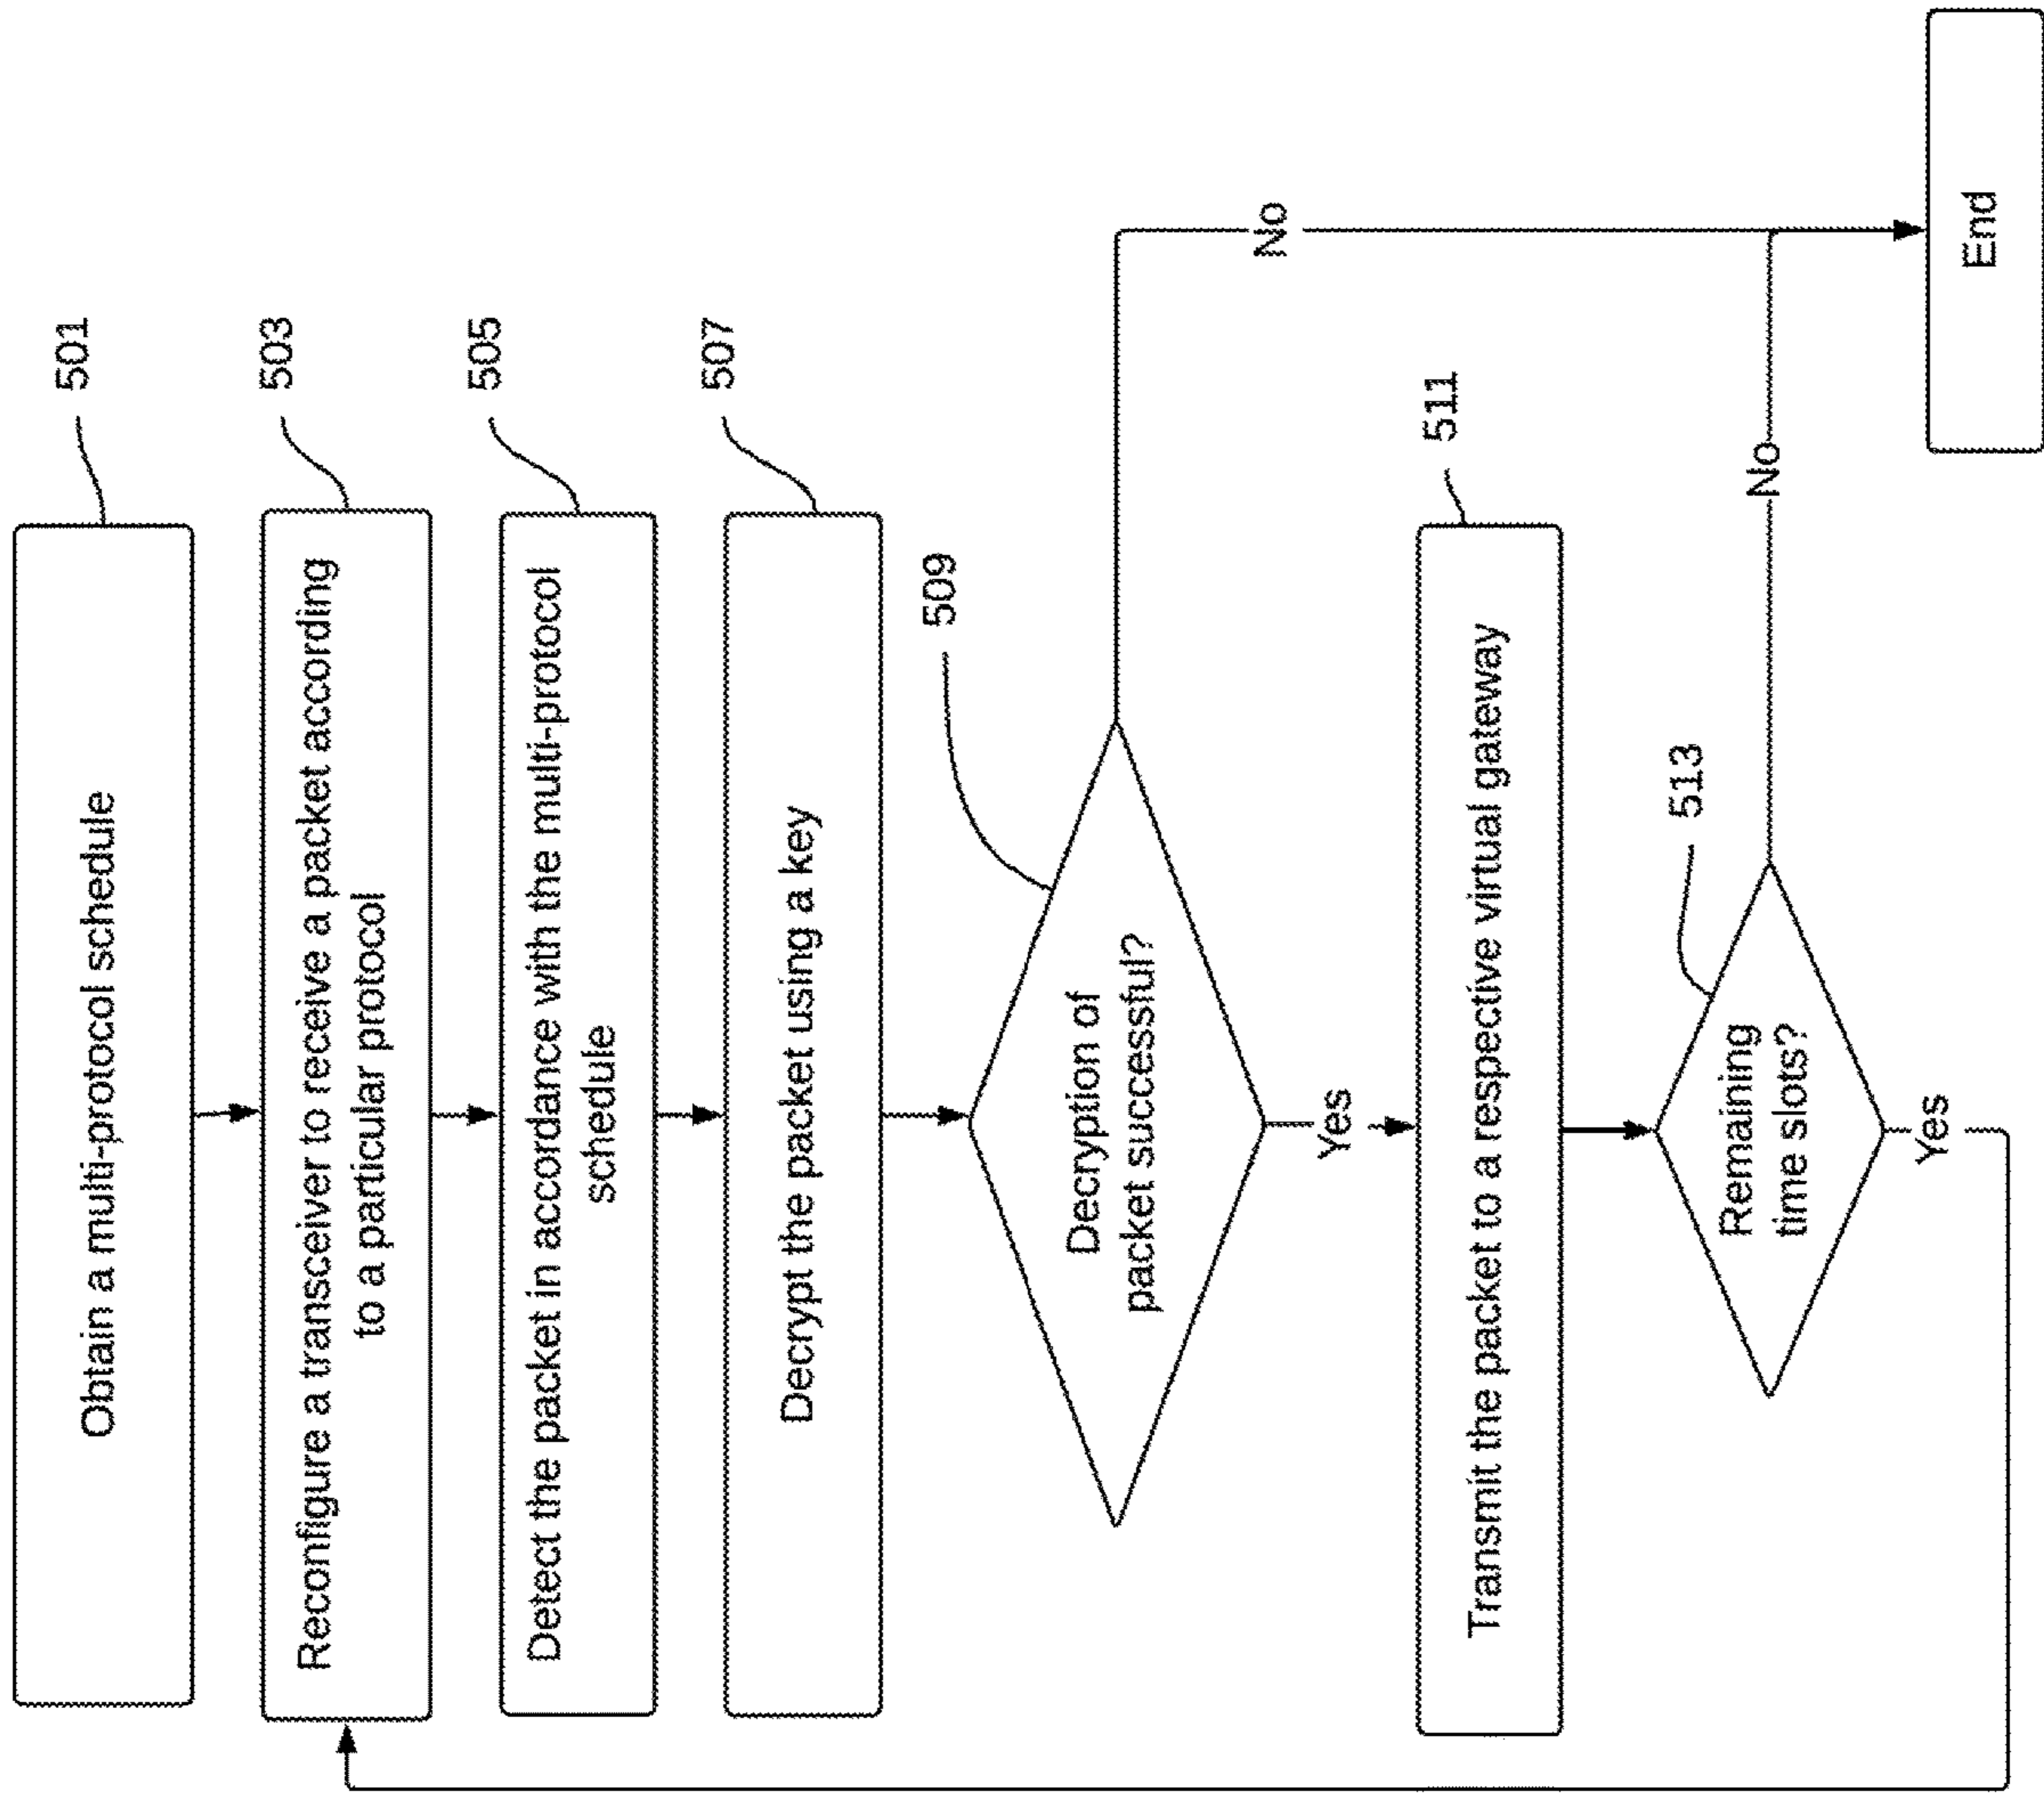 Obtain a multi-protocol schedule
501
Reconfigure a transceiver to receive a packet according
to a particular protocol
503
Detect the packet in accordance with the multi-protocol
schedule
505
Decrypt the packet using a key
507
Decryption of
packet successful?
509
No
Yes
Transmit the packet to a respective virtual gateway
511
Remaining
time slots?
513
No
Yes
End